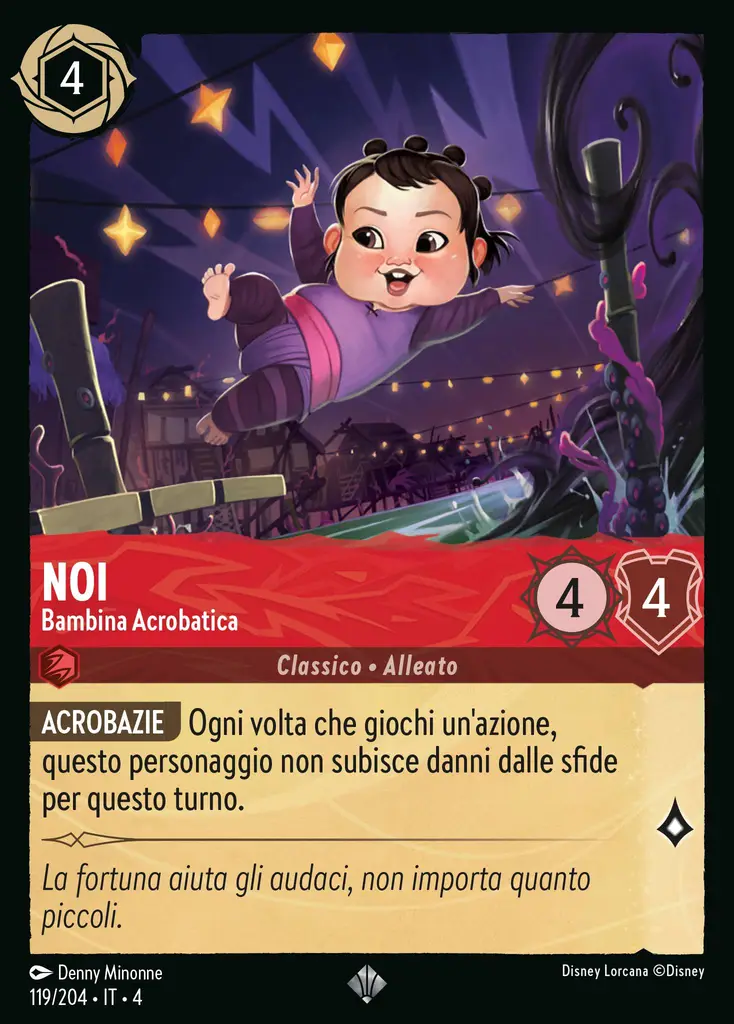 4
NOI
Bambina Acrobatica
4
4
Classico • Alleato
ACROBAZIE Ogni volta che giochi un'azione,
questo personaggio non subisce danni dalle sfide
per questo turno.
La fortuna aiuta gli audaci, non importa quanto
piccoli.
Denny Minonne
Disney Lorcana ©Disney
119/204 • IT • 4